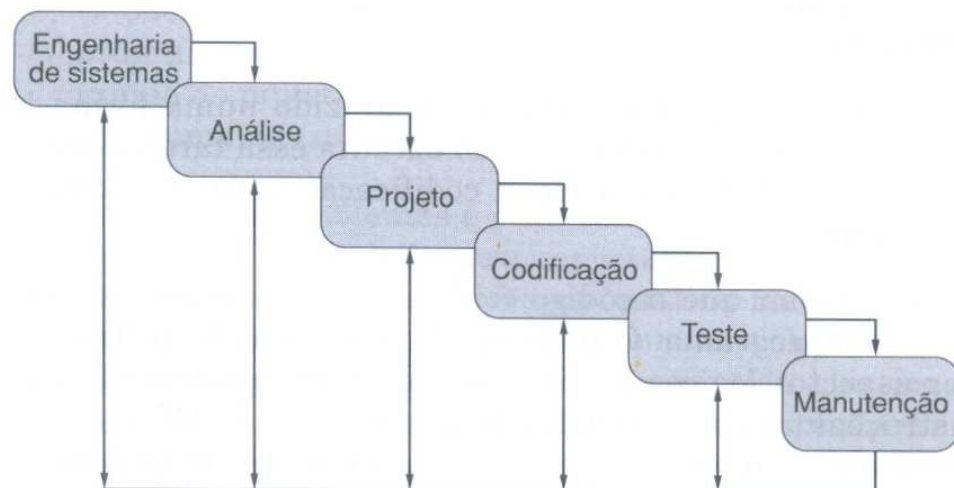 Engenharia
de sistemas
Análise
Projeto
Codificação
Teste
Manutenção